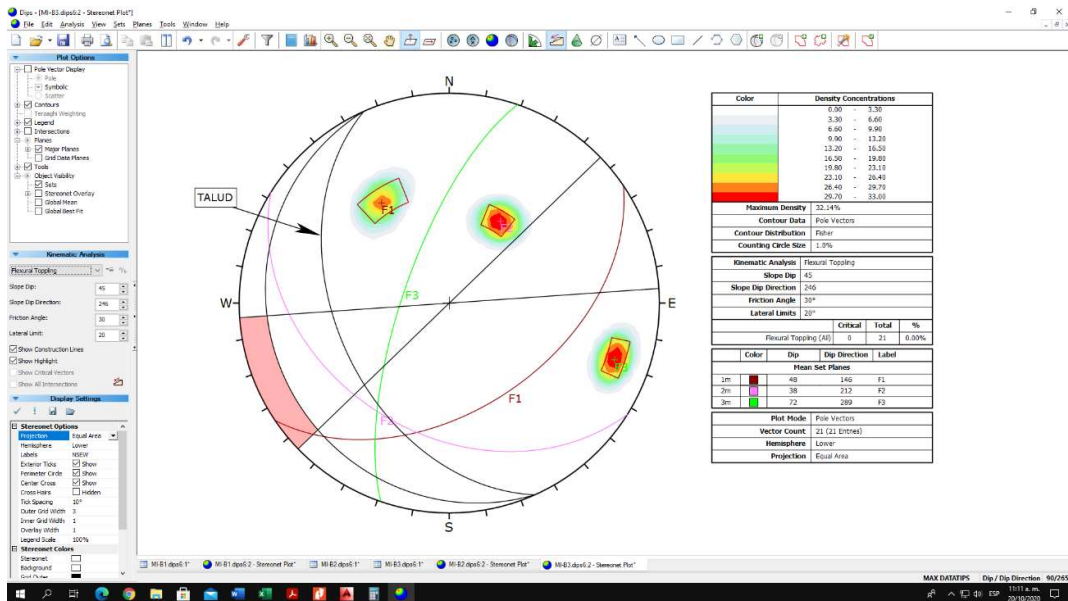 Dips - [MI-B3.dips6:2 - Stereonet Plot*]
File Edit Analysis View Sets Planes Tools Window Help
Plot Options
Pole Vector Display
Pole
Symbolic
Scatter
Contours
Terzaghi Weighting
Legend
Intersections
Planes
Major Planes
Grid Data Planes
Tools
Object Visibility
Sets
Stereonet Overlay
Global Mean
Global Best Fit
Kinematic Analysis
Flexural Toppling
Slope Dip: 45
Slope Dip Direction: 246
Friction Angle: 30
Lateral Limit: 20
Show Construction Lines
Show Highlight
Show Critical Vectors
Show All Intersections
Display Settings
Stereonet Options
Projection Equal Area
Hemisphere Lower
Labels NSEW
Exterior Ticks Show
Perimeter Circle Show
Center Cross Show
Cross Hairs Hidden
Tick Spacing 10°
Outer Grid Width 3
Inner Grid Width 1
Overlay Width 1
Legend Scale 100%
Stereonet Colors
Stereonet
Background
Grid Outer
N
TALUD
F1
W
F3
E
F3
F1
F2
S
Color Density Concentrations
0.00 - 3.30
3.30 - 6.60
6.60 - 9.90
9.90 - 13.20
13.20 - 16.50
16.50 - 19.80
19.80 - 23.10
23.10 - 26.40
26.40 - 29.70
29.70 - 33.00
Maximum Density 32.14%
Contour Data Pole Vectors
Contour Distribution Fisher
Counting Circle Size 1.0%
Kinematic Analysis Flexural Toppling
Slope Dip 45
Slope Dip Direction 246
Friction Angle 30°
Lateral Limits 20°
Critical Total %
Flexural Toppling (All) 0 21 0.00%
Color Dip Dip Direction Label
Mean Set Planes
1m 48 146 F1
2m 38 212 F2
3m 72 289 F3
Plot Mode Pole Vectors
Vector Count 21 (21 Entries)
Hemisphere Lower
Projection Equal Area
MI-B1.dips6:1* MI-B1.dips6:2 - Stereonet Plot* MI-B2.dips6:1* MI-B3.dips6:1* MI-B2.dips6:2 - Stereonet Plot* MI-B3.dips6:2 - Stereonet Plot*
MAX DATATIPS Dip / Dip Direction 90/265
ESP 11:11 a. m.
20/10/2020